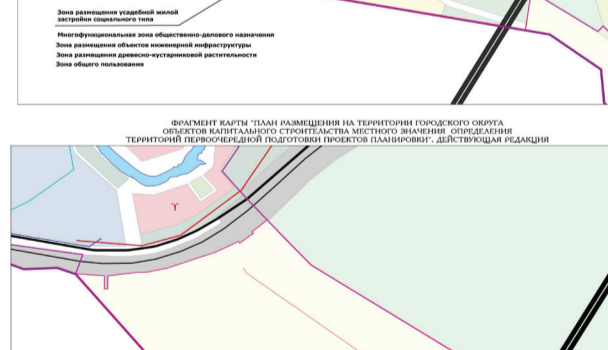 Зона размещения усадебной жилой
застройки социального типа
Многофункциональная зона общественно-делового назначения
Зона размещения объектов инженерной инфраструктуры
Зона размещения древесно-кустарниковой растительности
Зона общего пользования
ФРАГМЕНТ КАРТЫ "ПЛАН РАЗМЕЩЕНИЯ НА ТЕРРИТОРИИ ГОРОДСКОГО ОКРУГА
ОБЪЕКТОВ КАПИТАЛЬНОГО СТРОИТЕЛЬСТВА МЕСТНОГО ЗНАЧЕНИЯ ОПРЕДЕЛЕНИЯ
ТЕРРИТОРИЙ ПЕРВООЧЕРЕДНОЙ ПОДГОТОВКИ ПРОЕКТОВ ПЛАНИРОВКИ". ДЕЙСТВУЮЩАЯ РЕДАКЦИЯ